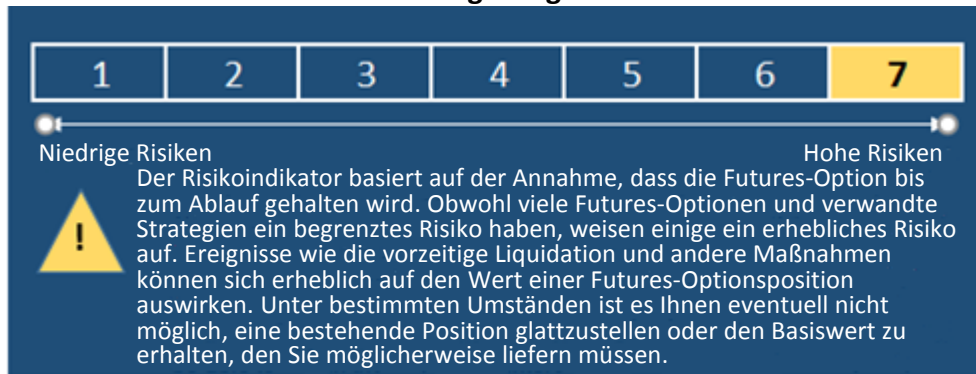 1 2 3 4 5 6 7
Niedrige Risiken Hohe Risiken
Der Risikoindikator basiert auf der Annahme, dass die Futures-Option bis
zum Ablauf gehalten wird. Obwohl viele Futures-Optionen und verwandte
Strategien ein begrenztes Risiko haben, weisen einige ein erhebliches Risiko
! auf. Ereignisse wie die vorzeitige Liquidation und andere Maßnahmen
können sich erheblich auf den Wert einer Futures-Optionsposition
auswirken. Unter bestimmten Umständen ist es Ihnen eventuell nicht
möglich, eine bestehende Position glattzustellen oder den Basiswert zu
erhalten, den Sie möglicherweise liefern müssen.